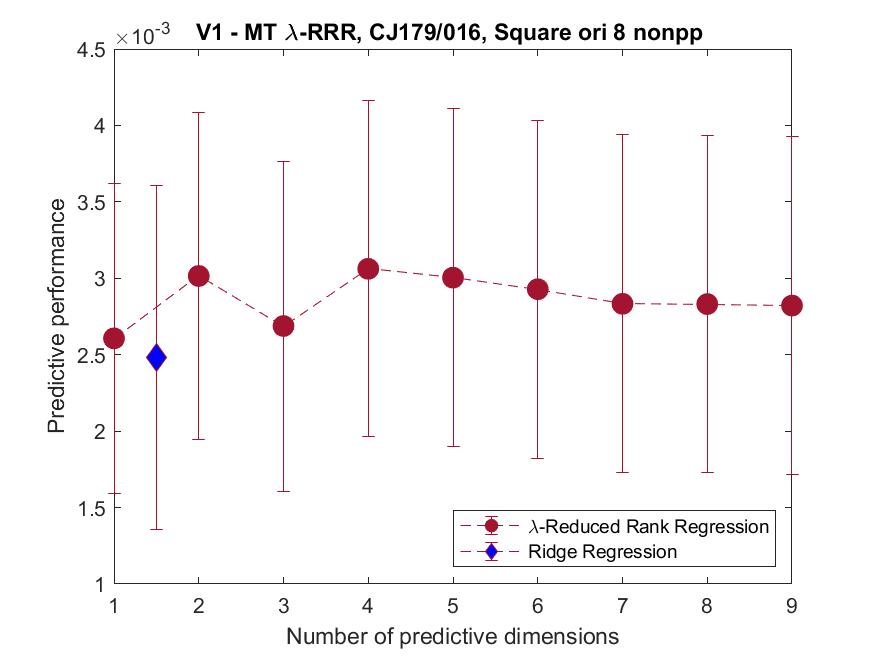 ×10-3
V1 - MT λ-RRR, CJ179/016, Square ori 8 nonpp
4.5
4
3.5
3
2.5
2
1.5
1
Predictive performance
λ-Reduced Rank Regression
Ridge Regression
1 2 3 4 5 6 7 8 9
Number of predictive dimensions